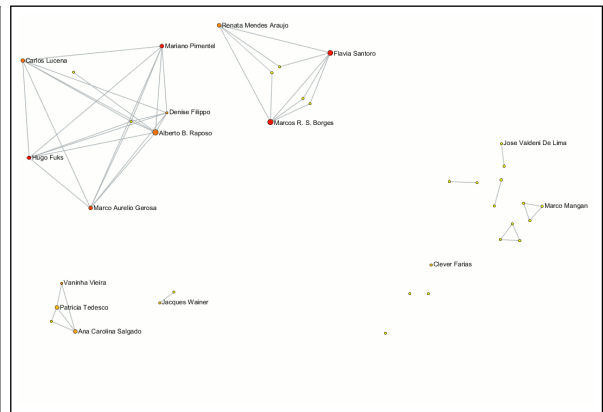 Renata Mendes Araujo
Mariano Pimentel
Flavia Santoro
Carlos Lucena
Denise Filippo
Marcos R. S. Borges
Alberto B. Raposo
Jose Valdeni De Lima
Hugo Fuks
Marco Aurelio Gerosa
Marco Mangan
Clever Farias
Vaninha Vieira
Jacques Wainer
Patricia Tedesco
Ana Carolina Salgado